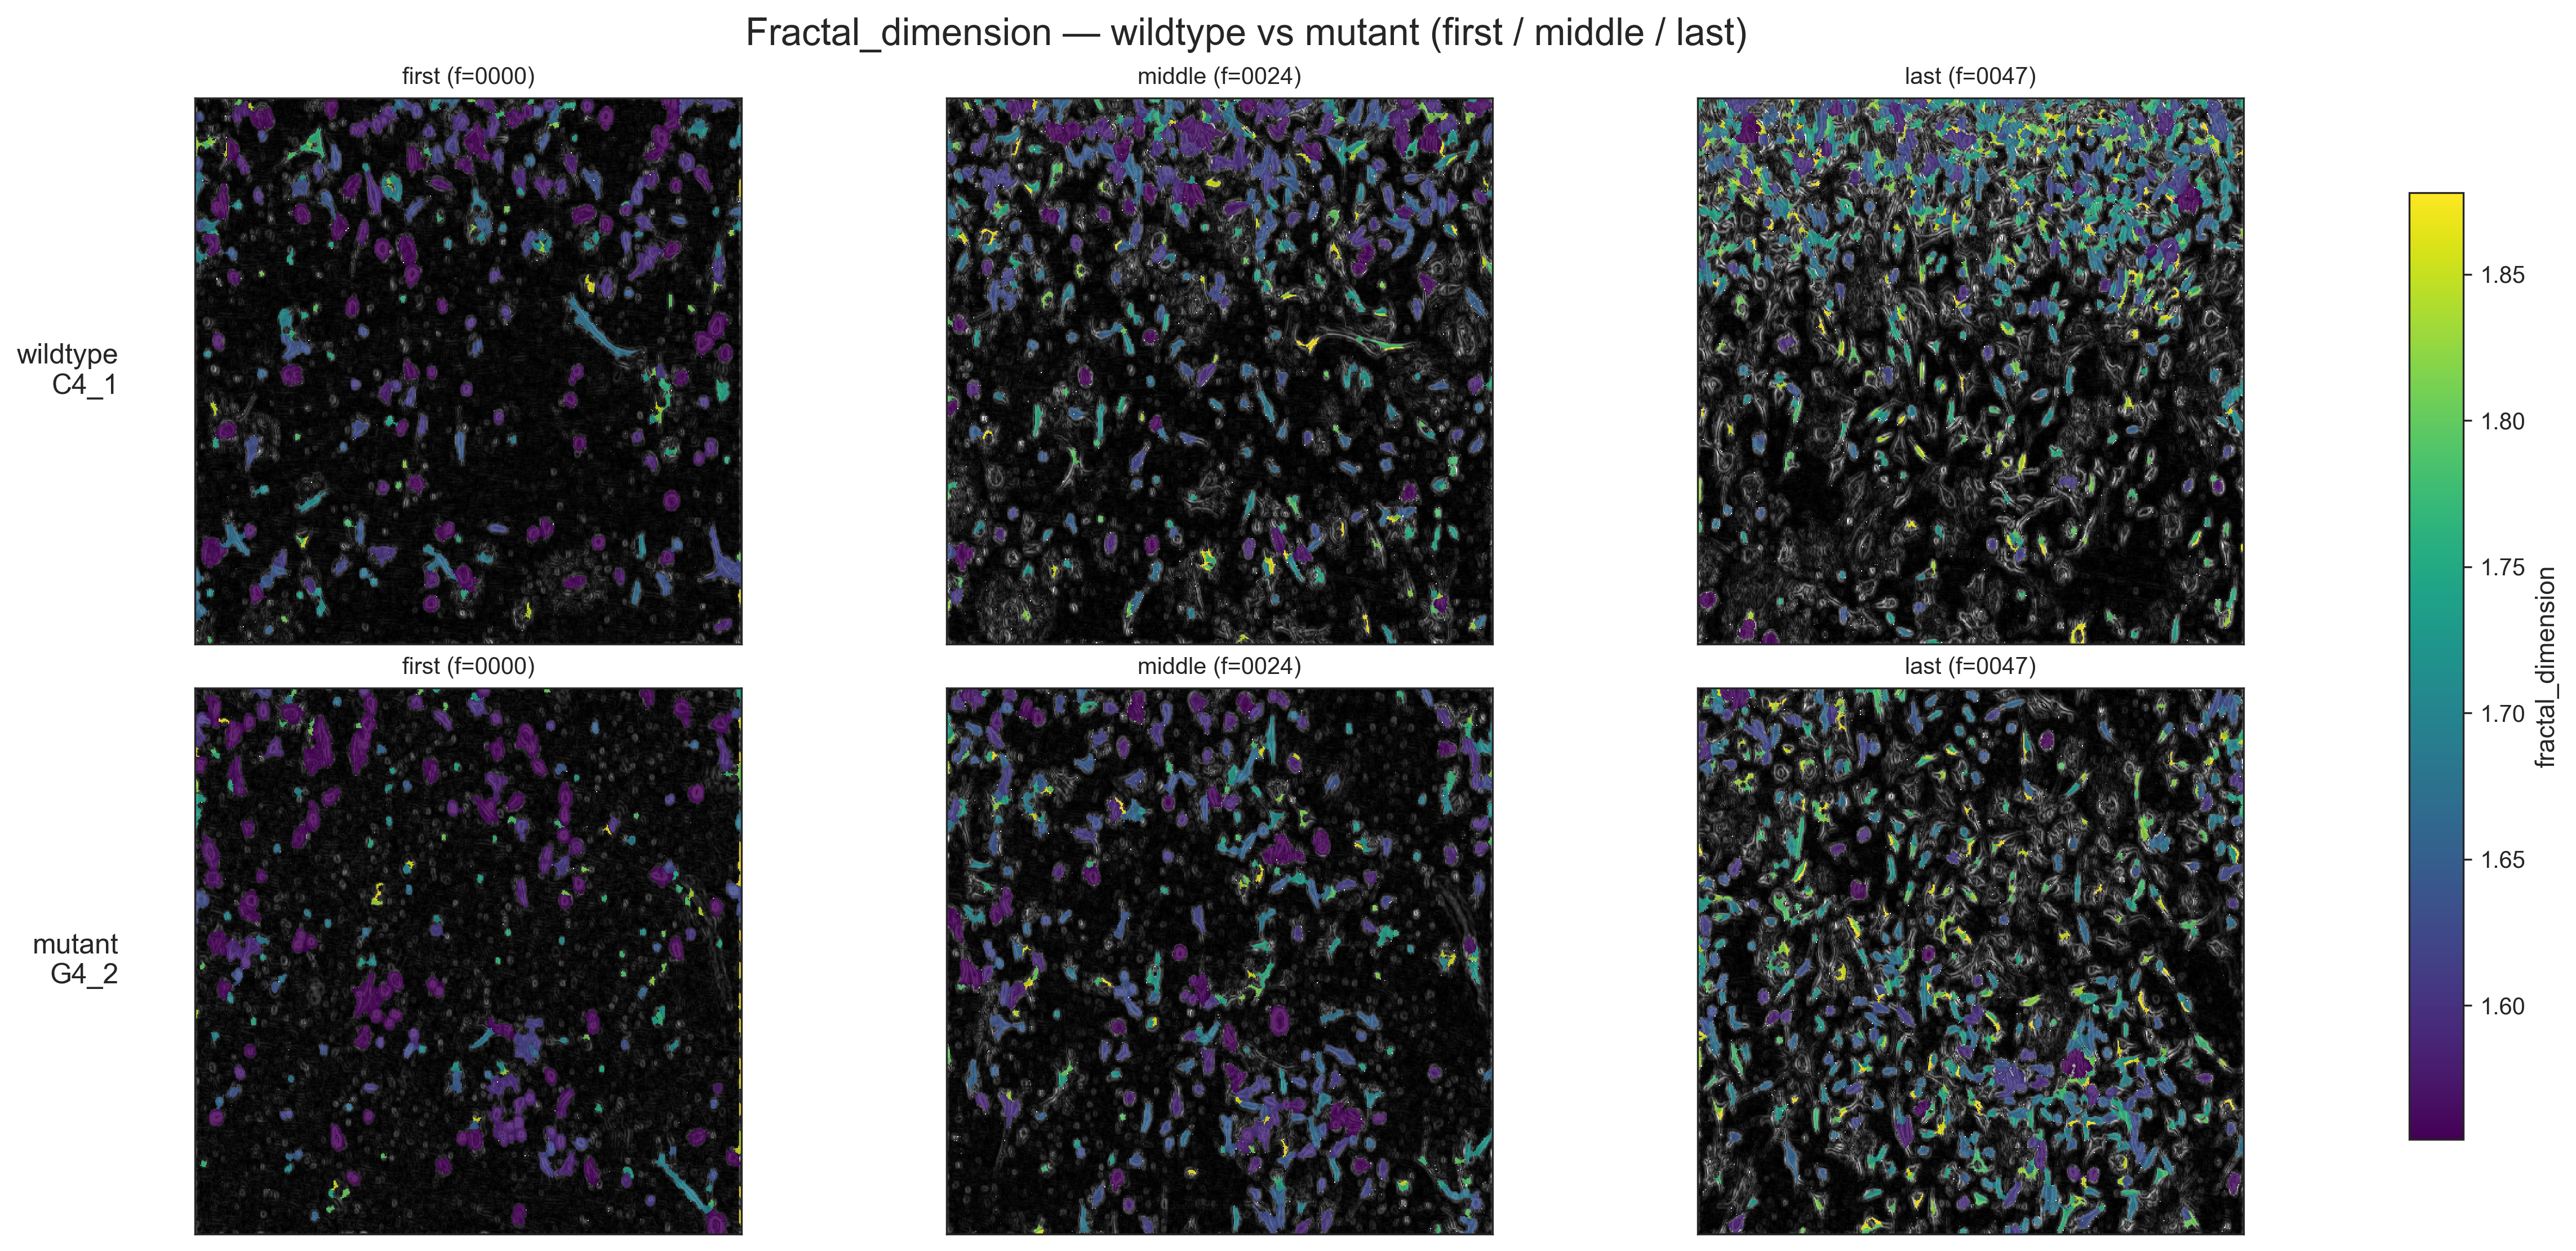 Fractal_dimension — wildtype vs mutant (first / middle / last)
first (f=0000)
middle (f=0024)
last (f=0047)
wildtype
C4_1
first (f=0000)
middle (f=0024)
last (f=0047)
mutant
G4_2
1.85
1.80
1.75
1.70
1.65
1.60
fractal_dimension